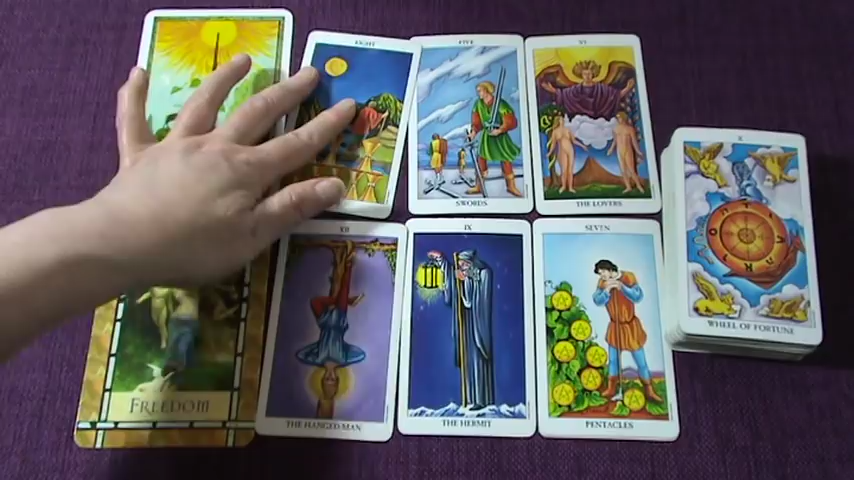 EIGHT
FIVE
SWORDS
VI
THE LOVERS
X
WHEEL OF FORTUNE
FREEDOM
XII
THE HANGED MAN
IX
THE HERMIT
SEVEN
PENTACLES